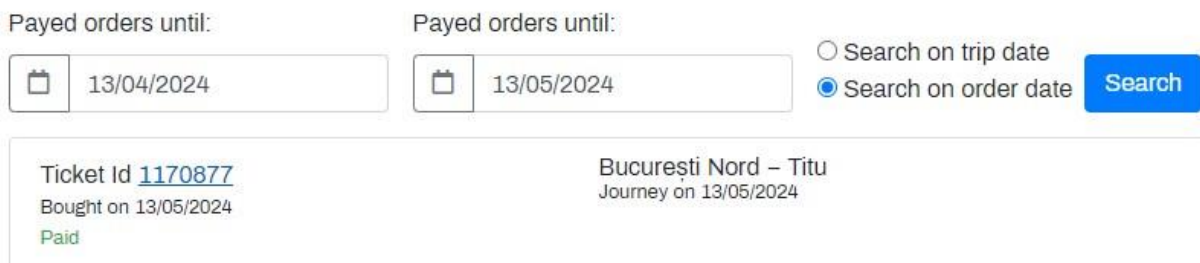 Payed orders until:
Payed orders until:
13/04/2024
13/05/2024
Search on trip date
Search on order date
Search
Ticket Id 1170877
Bought on 13/05/2024
Paid
București Nord – Titu
Journey on 13/05/2024